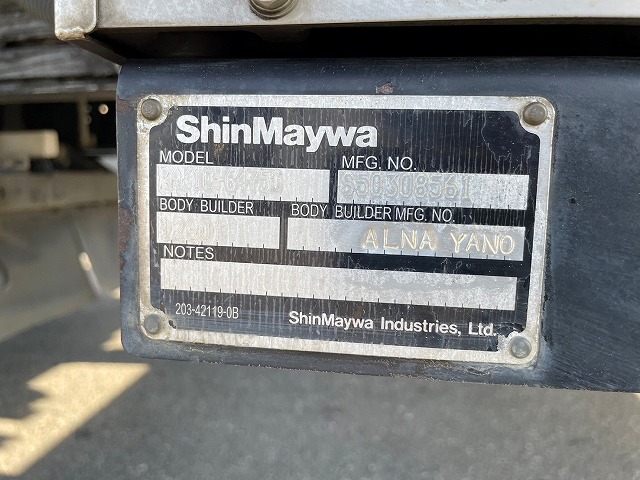 ShinMaywa
MODEL MFG. NO.
S50308561
BODY BUILDER BODY BUILDER MFG. NO.
ALNA YANO
NOTES
203-42119-0B ShinMaywa Industries, Ltd.